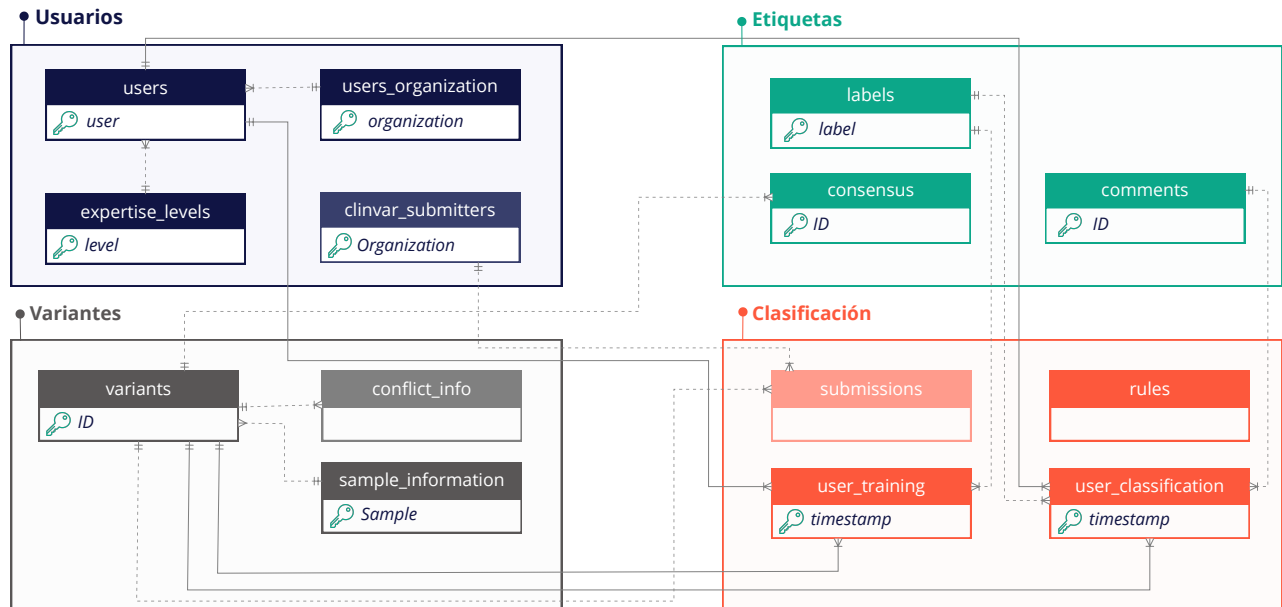 Usuarios
users
user
users_organization
organization
expertise_levels
level
clinvar_submitters
Organization
Etiquetas
labels
label
consensus
ID
comments
ID
Variantes
variants
ID
conflict_info
sample_information
Sample
Clasificación
submissions
rules
user_training
timestamp
user_classification
timestamp